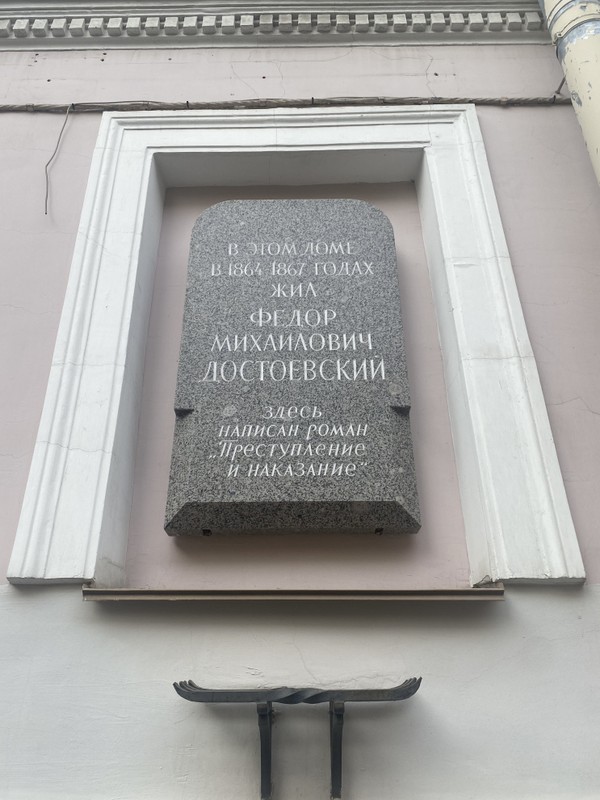 В ЭТОМ ДОМЕ
В 1864 1867 ГОДАХ
ЖИЛ
ФЕДОР
МИХАЙЛОВИЧ
ДОСТОЕВСКИЙ
ЗДЕСЬ
НАПИСАН РОМАН
„ПРЕСТУПЛЕНИЕ
И НАКАЗАНИЕ“